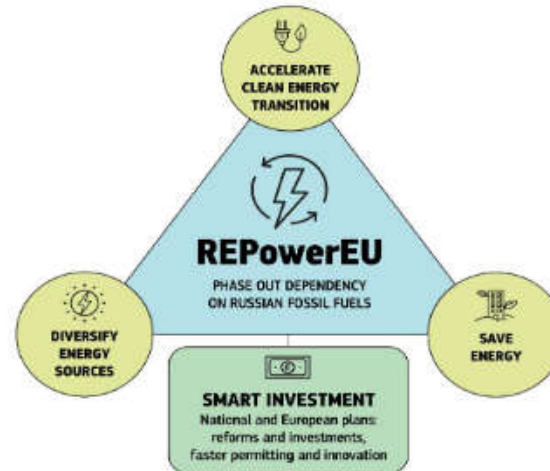 ACCELERATE
CLEAN ENERGY
TRANSITION
REPowerEU
PHASE OUT DEPENDENCY
ON RUSSIAN FOSSIL FUELS
DIVERSIFY
ENERGY
SOURCES
SAVE
ENERGY
SMART INVESTMENT
National and European plans:
reforms and investments,
faster permitting and innovation